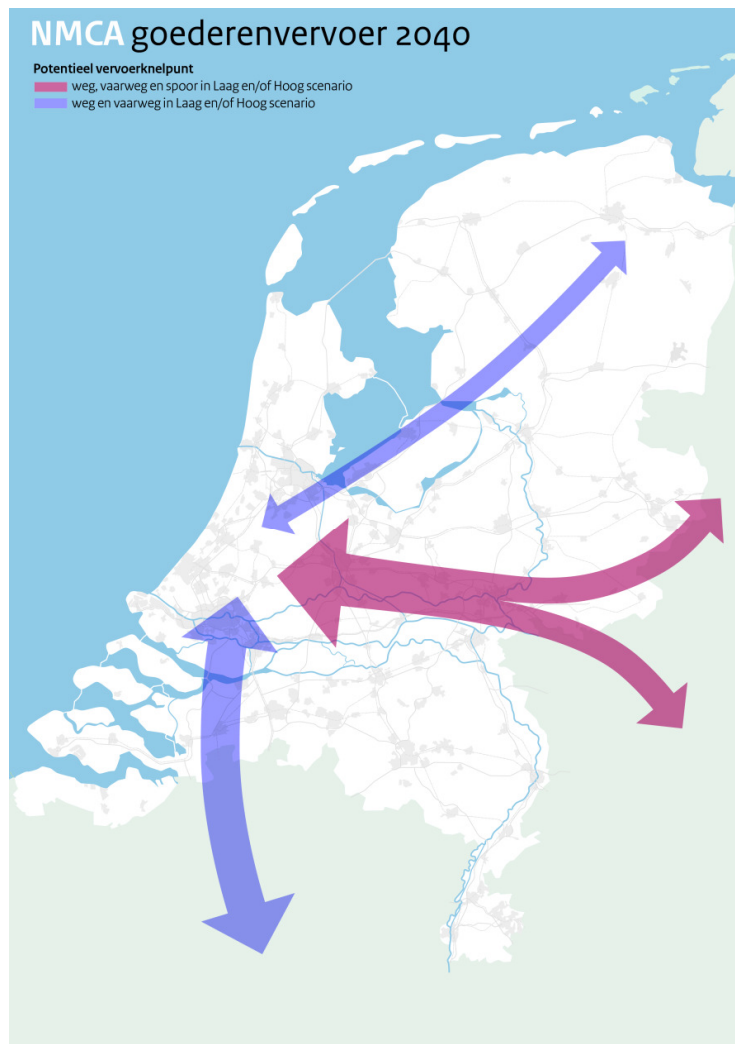 NMCA goederenvervoer 2040
Potentieel vervoerknelpunt
weg, vaarweg en spoor in Laag en/of Hoog scenario
weg en vaarweg in Laag en/of Hoog scenario